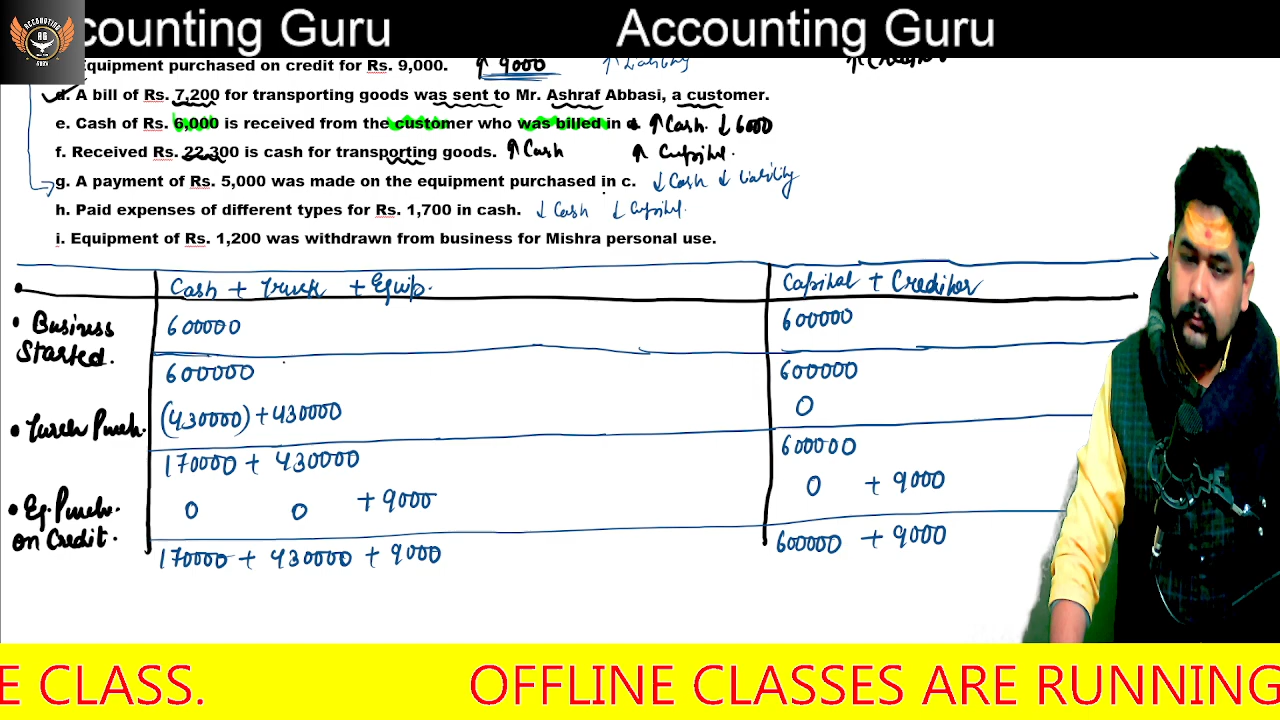 counting Guru Accounting Guru
ACCOUNTING
AG
GURU
Equipment purchased on credit for Rs. 9,000. ↑ 9000 ↑ Liability
d. A bill of Rs. 7,200 for transporting goods was sent to Mr. Ashraf Abbasi, a customer.
e. Cash of Rs. 6,000 is received from the customer who was billed in ↑ Cash. ↓ 6000
f. Received Rs. 22,300 is cash for transporting goods. ↑ Cash ↑ Capital.
g. A payment of Rs. 5,000 was made on the equipment purchased in c. ↓ Cash ↓ Liability
h. Paid expenses of different types for Rs. 1,700 in cash. ↓ Cash ↓ Capital.
i. Equipment of Rs. 1,200 was withdrawn from business for Mishra personal use.
Cash + Truck + Equip. Capital + Creditor
• Business 600000 600000
Started.
600000 600000
• Purch. (430000) + 430000 0
170000 + 430000 600000
• Eq. Purch. 0 0 + 9000 0 + 9000
on Credit.
170000 + 430000 + 9000 600000 + 9000
E CLASS. OFFLINE CLASSES ARE RUNNING